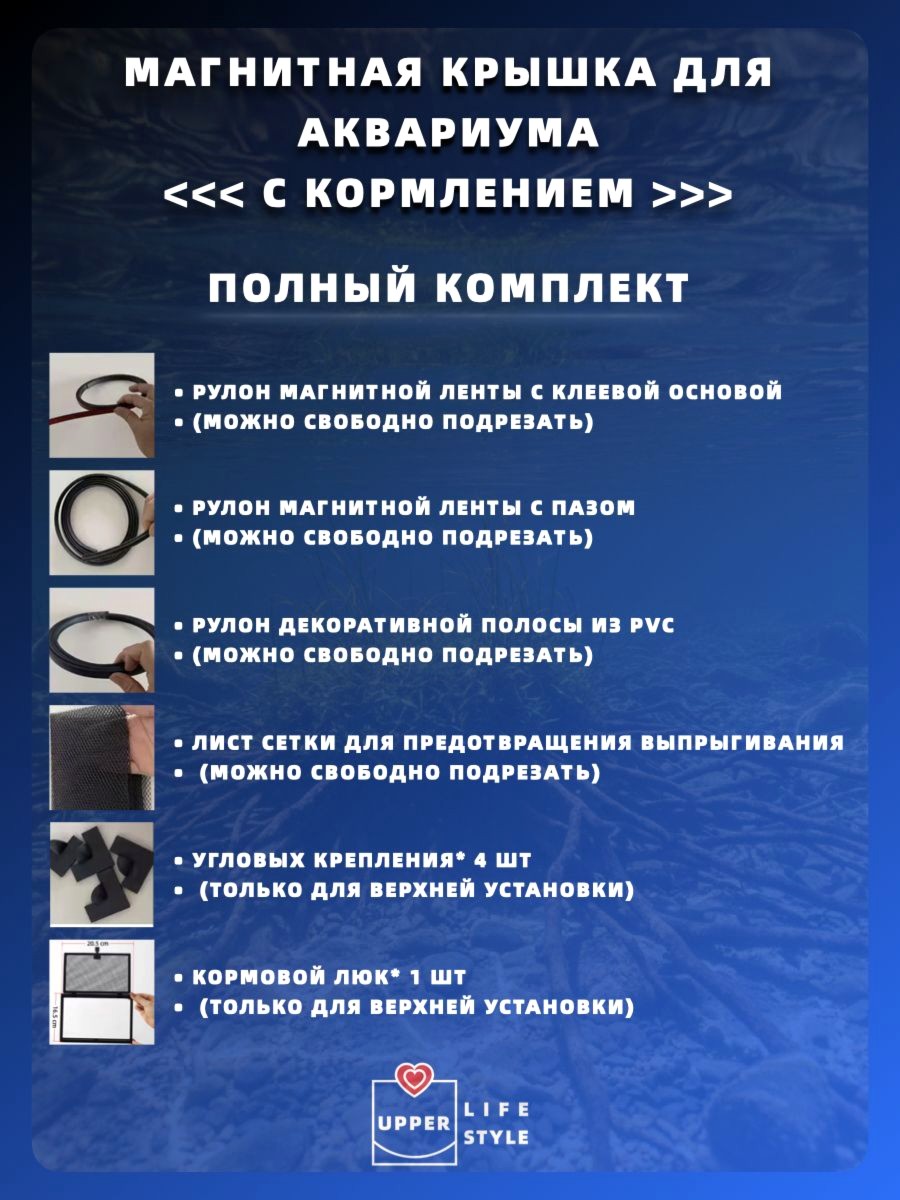 МАГНИТНАЯ КРЫШКА ДЛЯ
АКВАРИУМА
<<< С КОРМЛЕНИЕМ >>>
ПОЛНЫЙ КОМПЛЕКТ
• РУЛОН МАГНИТНОЙ ЛЕНТЫ С КЛЕЕВОЙ ОСНОВОЙ
• (МОЖНО СВОБОДНО ПОДРЕЗАТЬ)
• РУЛОН МАГНИТНОЙ ЛЕНТЫ С ПАЗОМ
• (МОЖНО СВОБОДНО ПОДРЕЗАТЬ)
• РУЛОН ДЕКОРАТИВНОЙ ПОЛОСЫ ИЗ PVC
• (МОЖНО СВОБОДНО ПОДРЕЗАТЬ)
• ЛИСТ СЕТКИ ДЛЯ ПРЕДОТВРАЩЕНИЯ ВЫПРЫГИВАНИЯ
• (МОЖНО СВОБОДНО ПОДРЕЗАТЬ)
• УГЛОВЫХ КРЕПЛЕНИЯ* 4 ШТ
• (ТОЛЬКО ДЛЯ ВЕРХНЕЙ УСТАНОВКИ)
20.5 cm
16.5 cm
• КОРМОВОЙ ЛЮК* 1 ШТ
• (ТОЛЬКО ДЛЯ ВЕРХНЕЙ УСТАНОВКИ)
UPPER
LIFE
STYLE